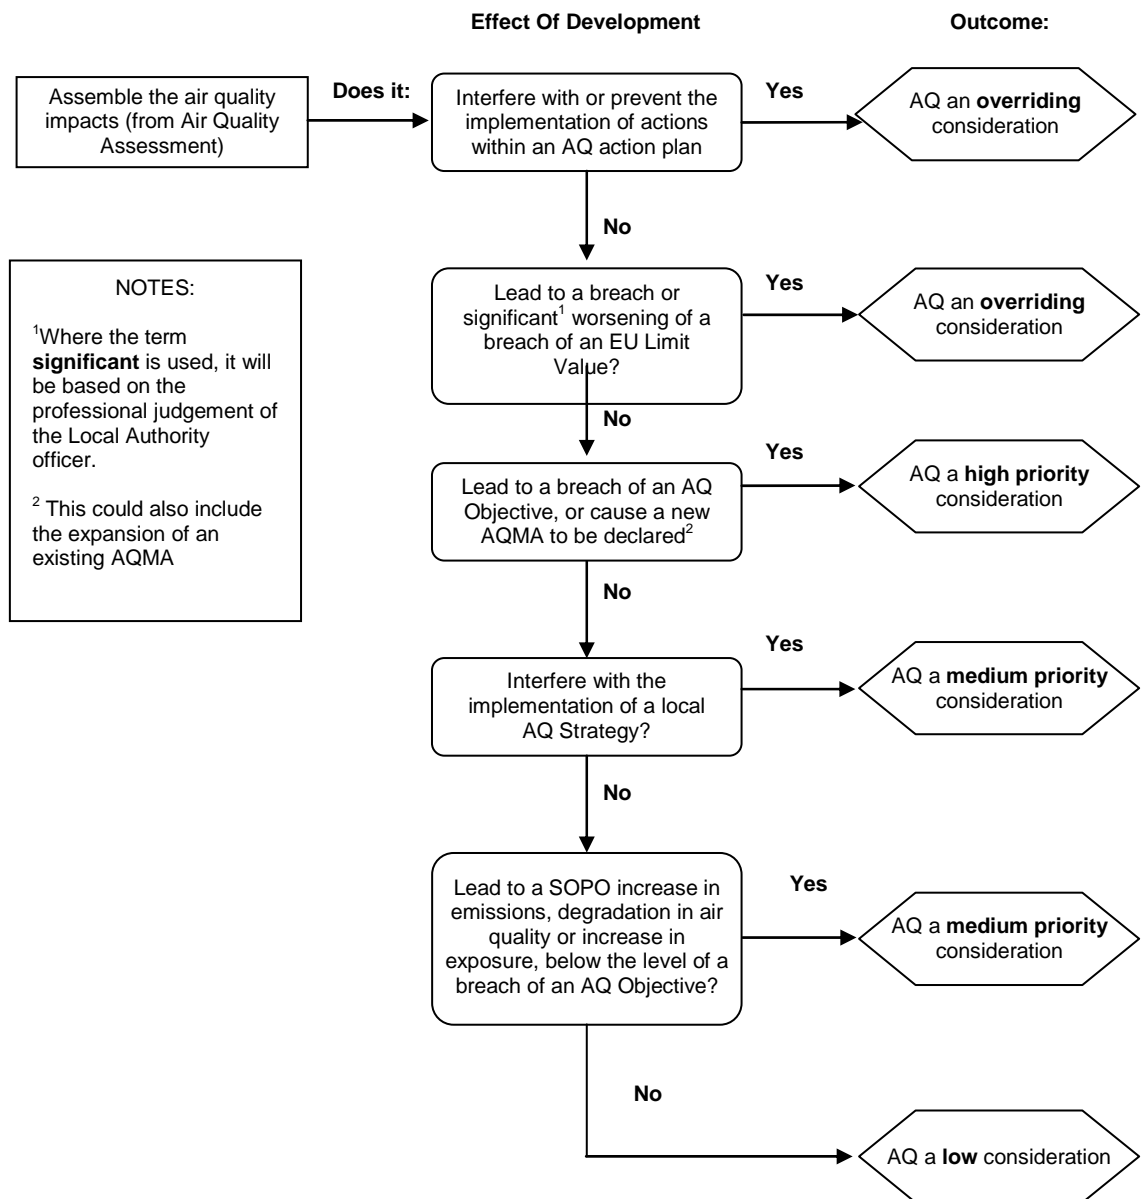 Effect Of Development
Outcome:
Assemble the air quality
impacts (from Air Quality
Assessment)
Does it:
Interfere with or prevent the
implementation of actions
within an AQ action plan
Yes
AQ an overriding
consideration
No
Lead to a breach or
significant¹ worsening of a
breach of an EU Limit
Value?
Yes
AQ an overriding
consideration
No
Lead to a breach of an AQ
Objective, or cause a new
AQMA to be declared²
Yes
AQ a high priority
consideration
No
Interfere with the
implementation of a local
AQ Strategy?
Yes
AQ a medium priority
consideration
No
Lead to a SOPO increase in
emissions, degradation in air
quality or increase in
exposure, below the level of a
breach of an AQ Objective?
Yes
AQ a medium priority
consideration
No
AQ a low consideration
NOTES:
¹Where the term
significant is used, it will
be based on the
professional judgement of
the Local Authority
officer.
² This could also include
the expansion of an
existing AQMA